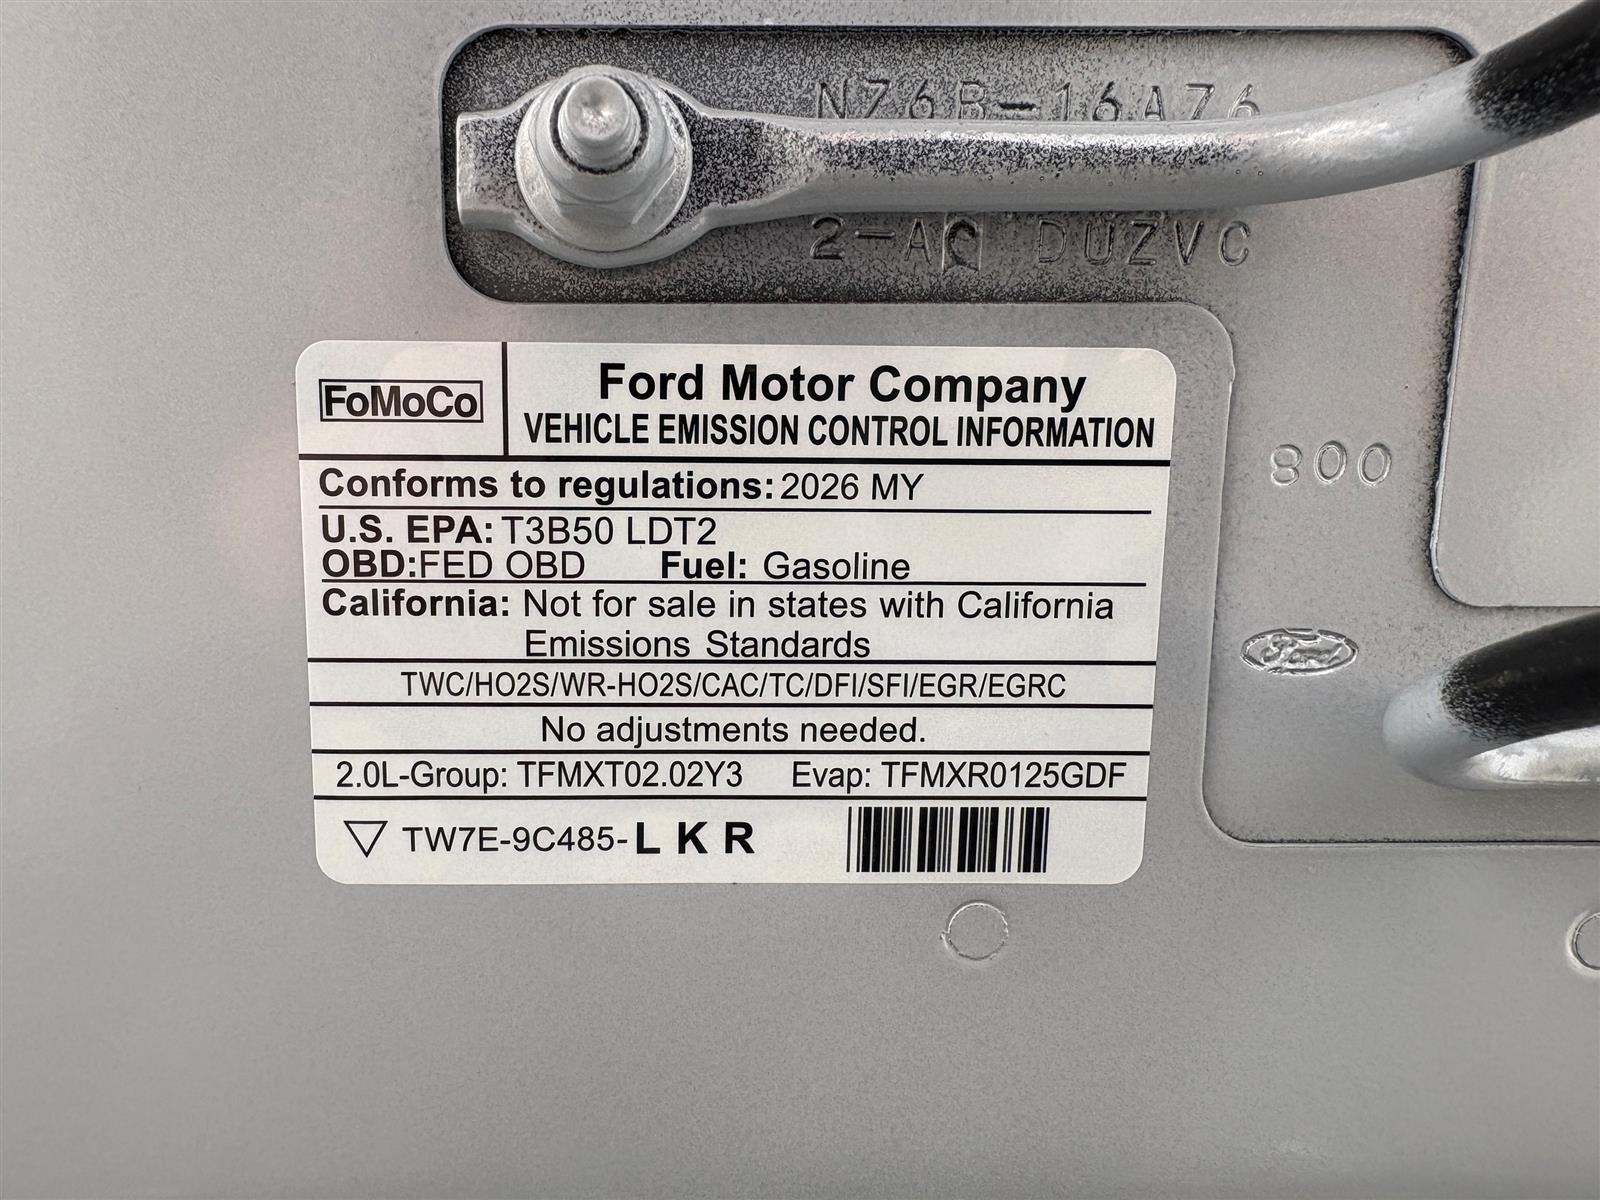 NZ6B-16A76
2-AC DUZVC
FoMoCo
Ford Motor Company
VEHICLE EMISSION CONTROL INFORMATION
Conforms to regulations: 2026 MY
U.S. EPA: T3B50 LDT2
OBD:FED OBD Fuel: Gasoline
California: Not for sale in states with California
Emissions Standards
TWC/HO2S/WR-HO2S/CAC/TC/DFI/SFI/EGR/EGRC
No adjustments needed.
2.0L-Group: TFMXT02.02Y3 Evap: TFMXR0125GDF
TW7E-9C485-LKR
800
Ford